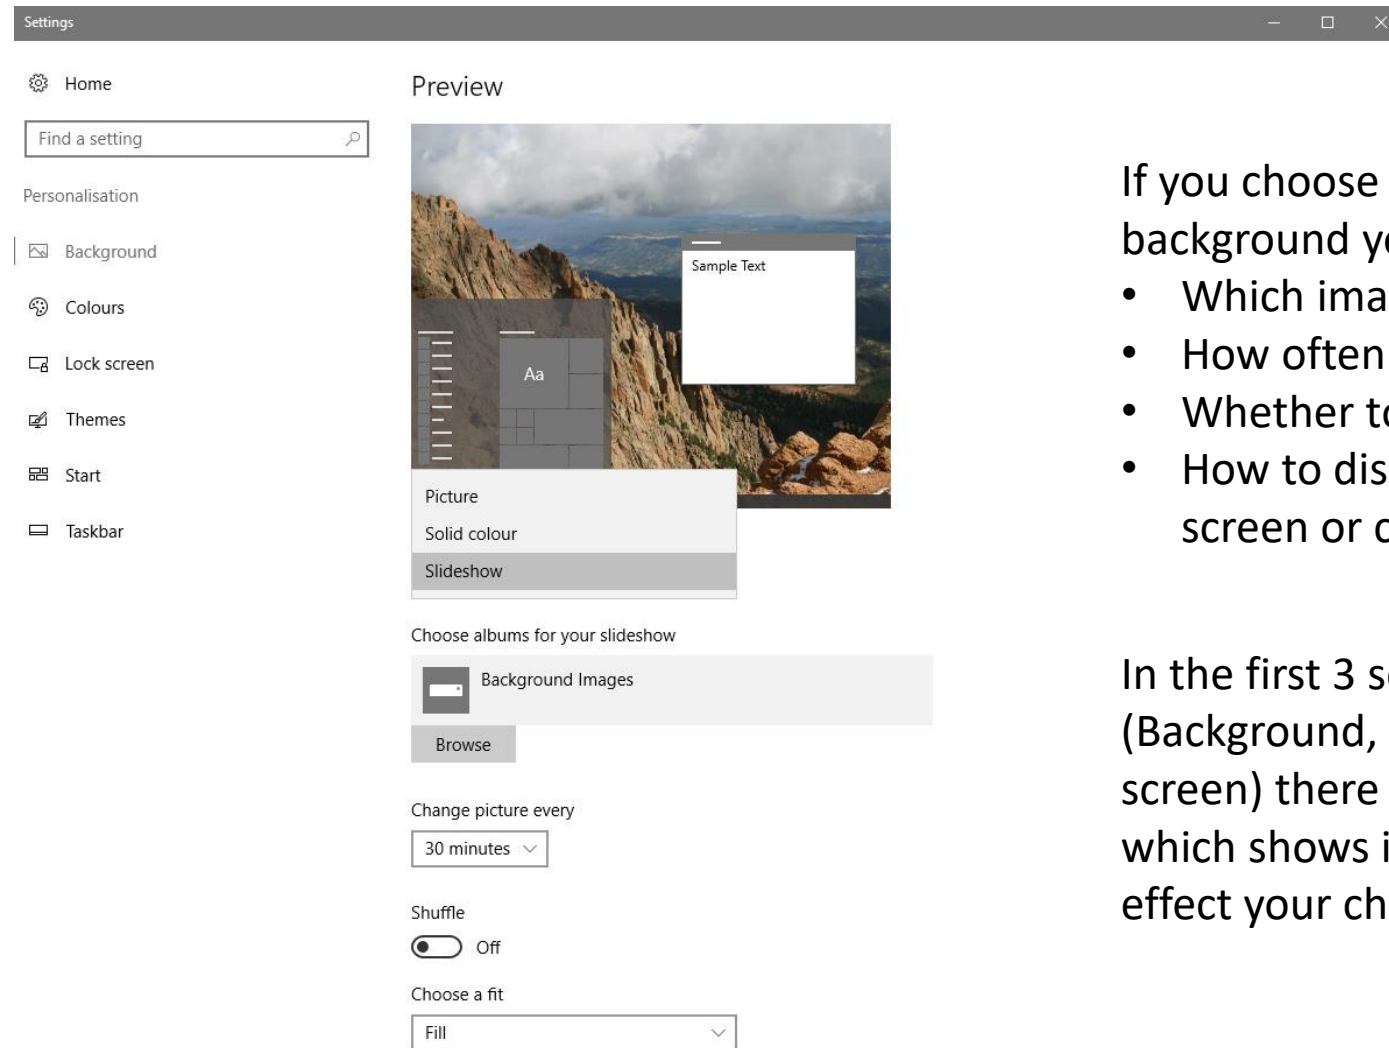 Settings
Home
Find a setting
Personalisation
Background
Colours
Lock screen
Themes
Start
Taskbar
Preview
Sample Text
Aa
Picture
Solid colour
Slideshow
Choose albums for your slideshow
Background Images
Browse
Change picture every
30 minutes
Shuffle
Off
Choose a fit
Fill
If you choose
background
• Which
• How often
• Whether
• How to
screen or
In the first 3
(Background,
screen) there
which shows
effect your